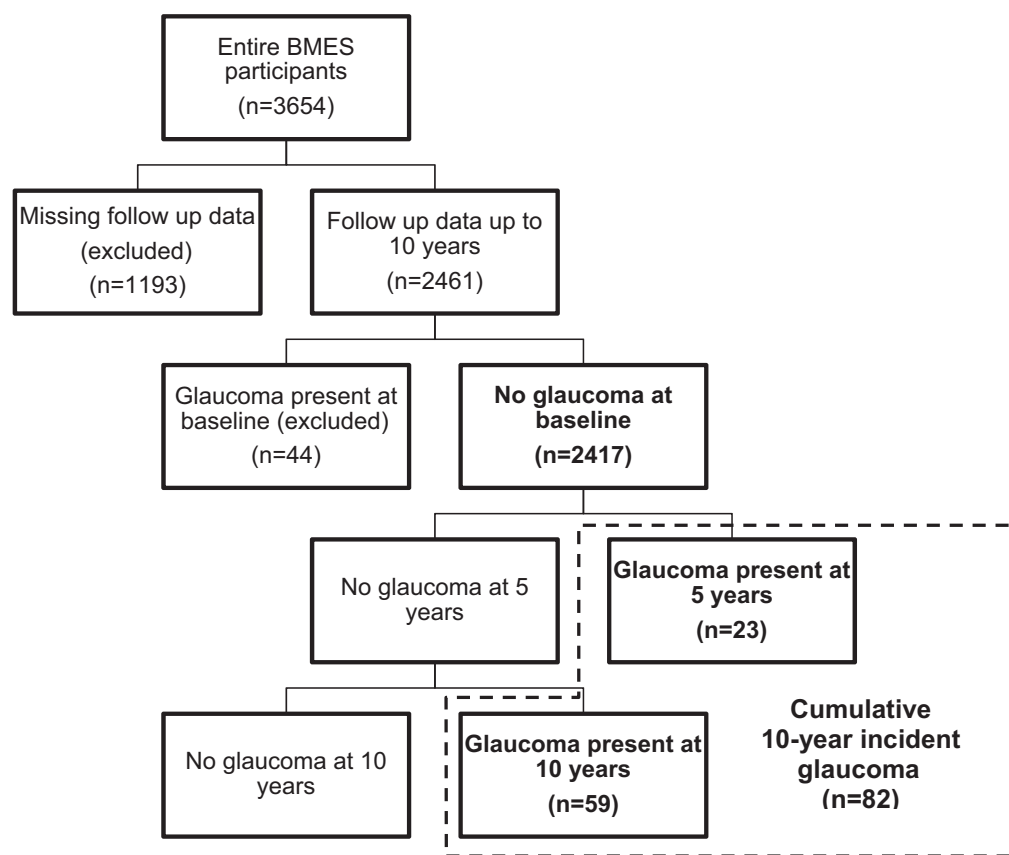 Entire BMES
participants
(n=3654)
Missing follow up data
(excluded)
(n=1193)
Follow up data up to
10 years
(n=2461)
Glaucoma present at
baseline (excluded)
(n=44)
No glaucoma at
baseline
(n=2417)
No glaucoma at 5
years
Glaucoma present at
5 years
(n=23)
No glaucoma at 10
years
Glaucoma present at
10 years
(n=59)
Cumulative
10-year incident
glaucoma
(n=82)